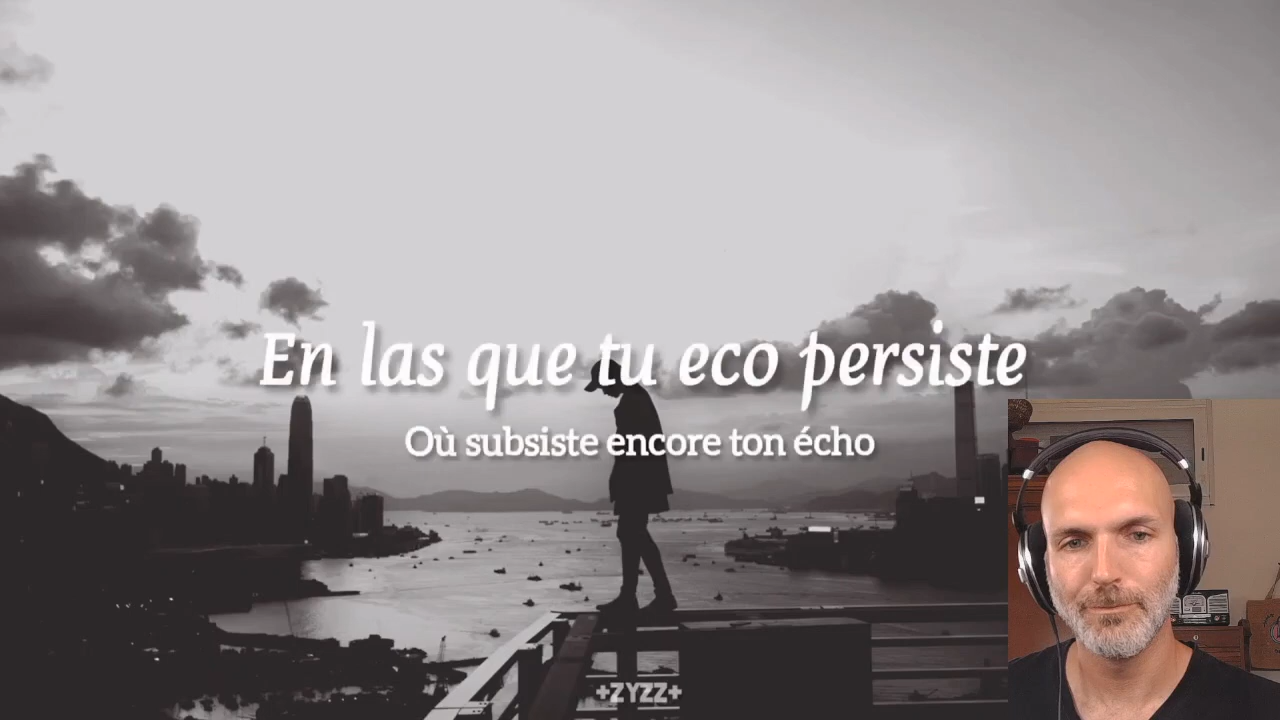 En las que tu eco persiste
Où subsiste encore ton écho
+ZYZZ+